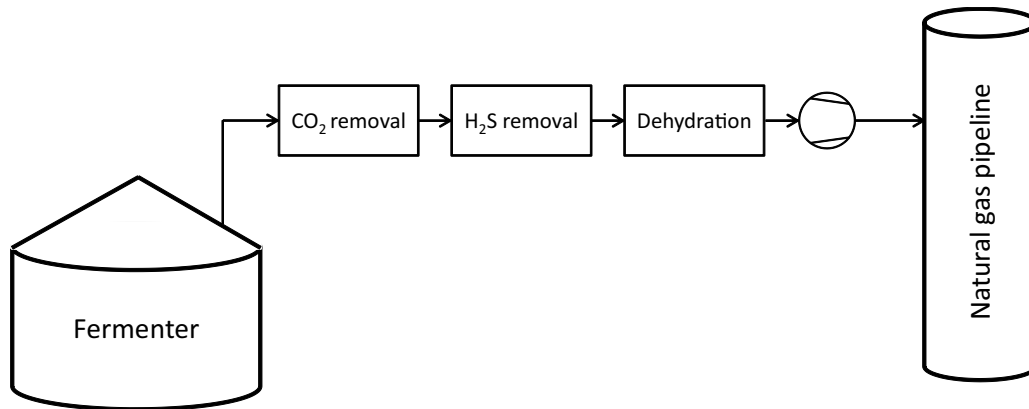 CO₂ removal
H₂S removal
Dehydration
Natural gas pipeline
Fermenter